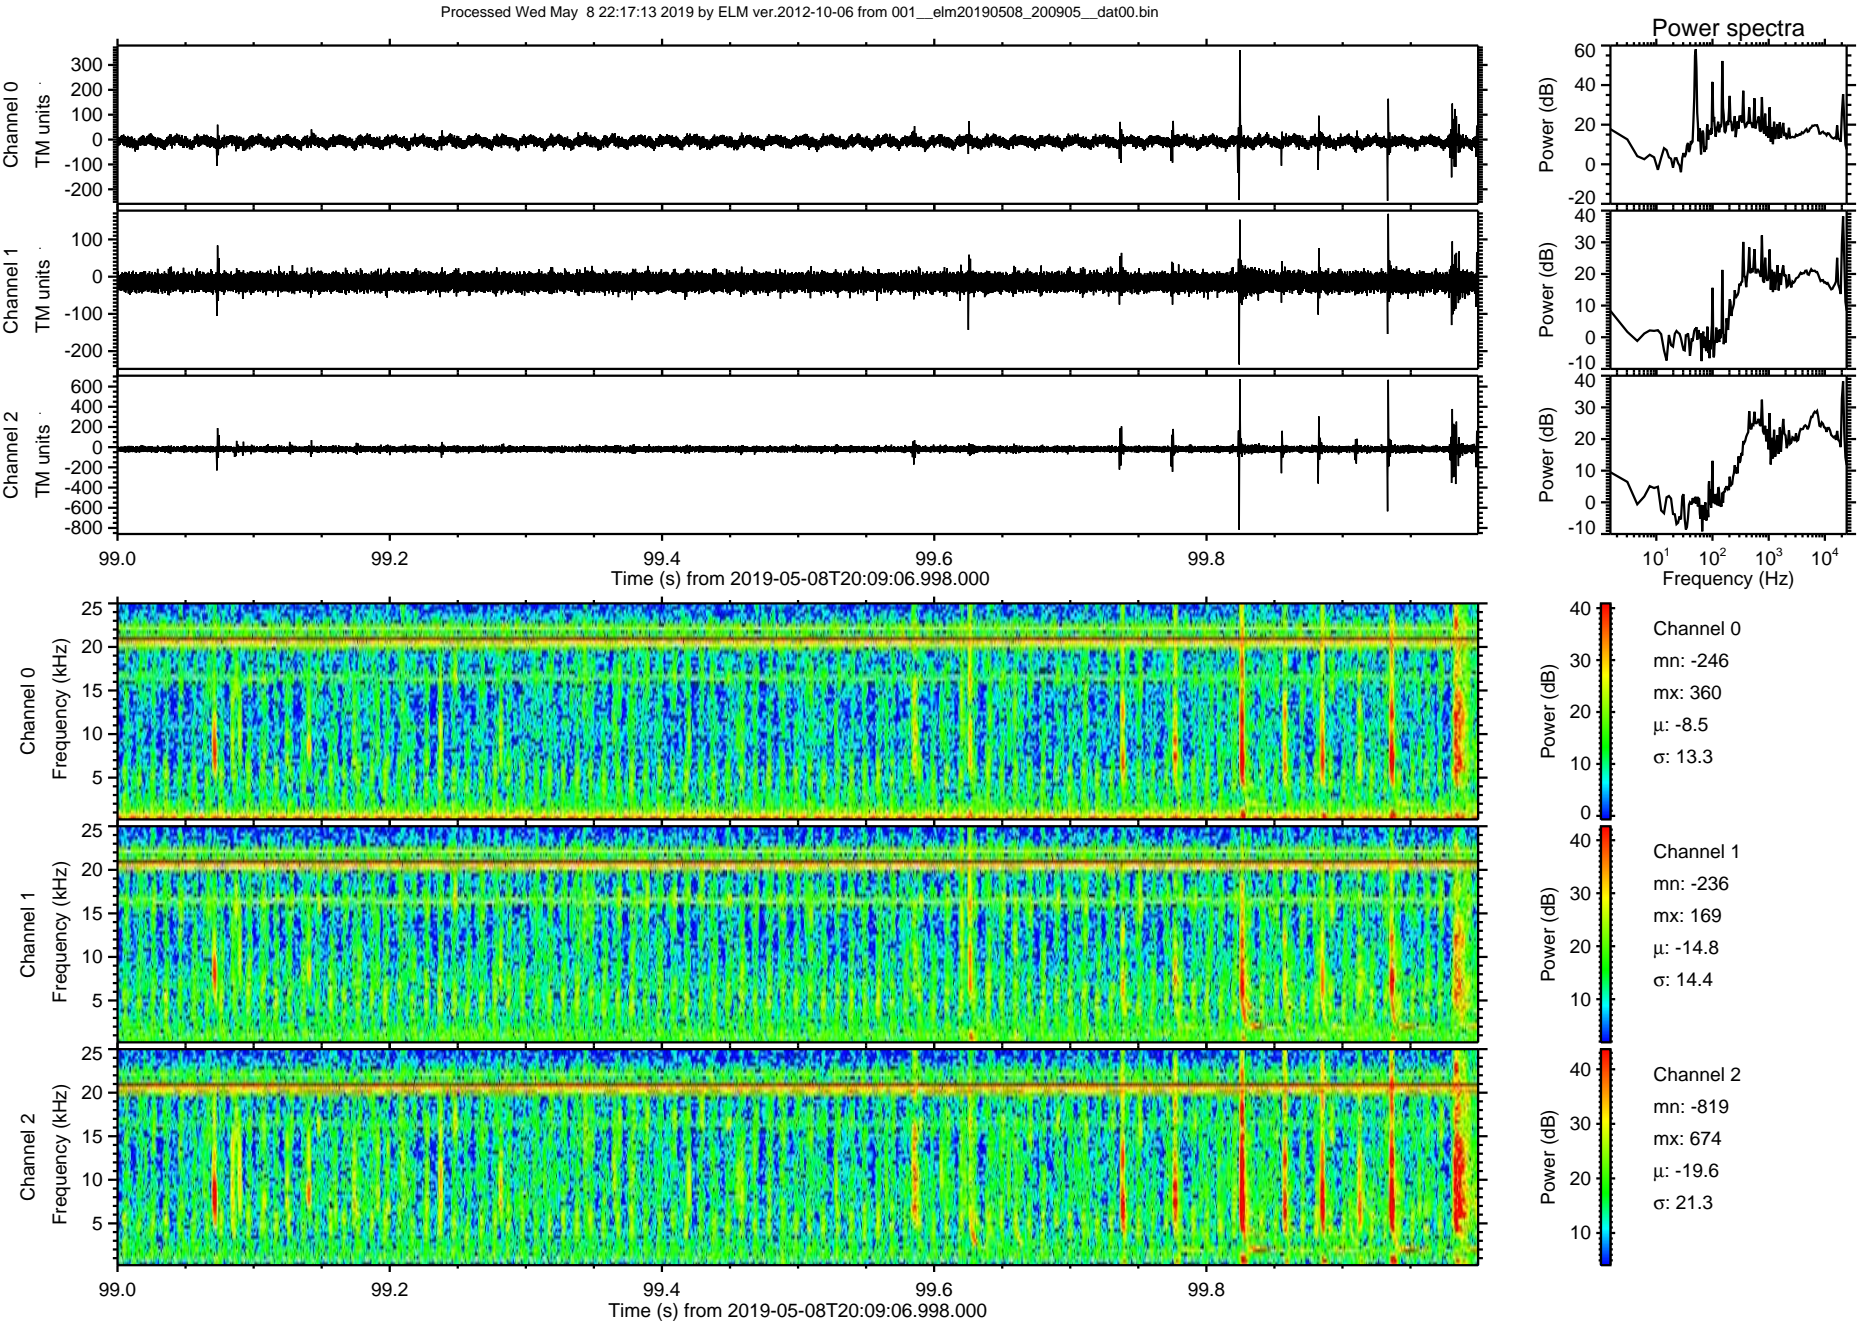 Processed Wed May  8 22:17:13 2019 by ELM ver.2012-10-06 from 001__elm20190508_200905__dat00.bin
Power spectra
Channel 0
TM units
300
200
100
0
-100
-200
Power (dB)
60
40
20
0
-20
Channel 1
TM units
100
0
-100
-200
Power (dB)
40
30
20
10
0
-10
Channel 2
TM units
600
400
200
0
-200
-400
-600
-800
Power (dB)
40
30
20
10
0
-10
99.0 99.2 99.4 99.6 99.8
Time (s) from 2019-05-08T20:09:06.998.000
10¹ 10² 10³ 10⁴
Frequency (Hz)
Channel 0
Frequency (kHz)
25
20
15
10
5
Power (dB)
40
30
20
10
0
Channel 0
mn: -246
mx: 360
µ: -8.5
σ: 13.3
Channel 1
Frequency (kHz)
25
20
15
10
5
Power (dB)
40
30
20
10
Channel 1
mn: -236
mx: 169
µ: -14.8
σ: 14.4
Channel 2
Frequency (kHz)
25
20
15
10
5
Power (dB)
40
30
20
10
Channel 2
mn: -819
mx: 674
µ: -19.6
σ: 21.3
99.0 99.2 99.4 99.6 99.8
Time (s) from 2019-05-08T20:09:06.998.000